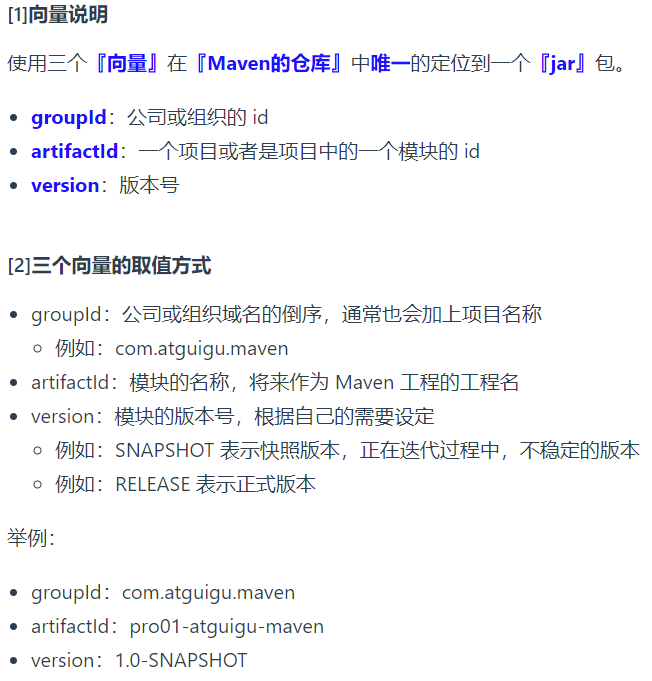 [1]向量说明
使用三个『向量』在『Maven的仓库』中唯一的定位到一个『jar』包。
groupId：公司或组织的 id
artifactId：一个项目或者是项目中的一个模块的 id
version：版本号
[2]三个向量的取值方式
groupId：公司或组织域名的倒序，通常也会加上项目名称
例如：com.atguigu.maven
artifactId：模块的名称，将来作为 Maven 工程的工程名
version：模块的版本号，根据自己的需要设定
例如：SNAPSHOT 表示快照版本，正在迭代过程中，不稳定的版本
例如：RELEASE 表示正式版本
举例：
groupId：com.atguigu.maven
artifactId：pro01-atguigu-maven
version：1.0-SNAPSHOT